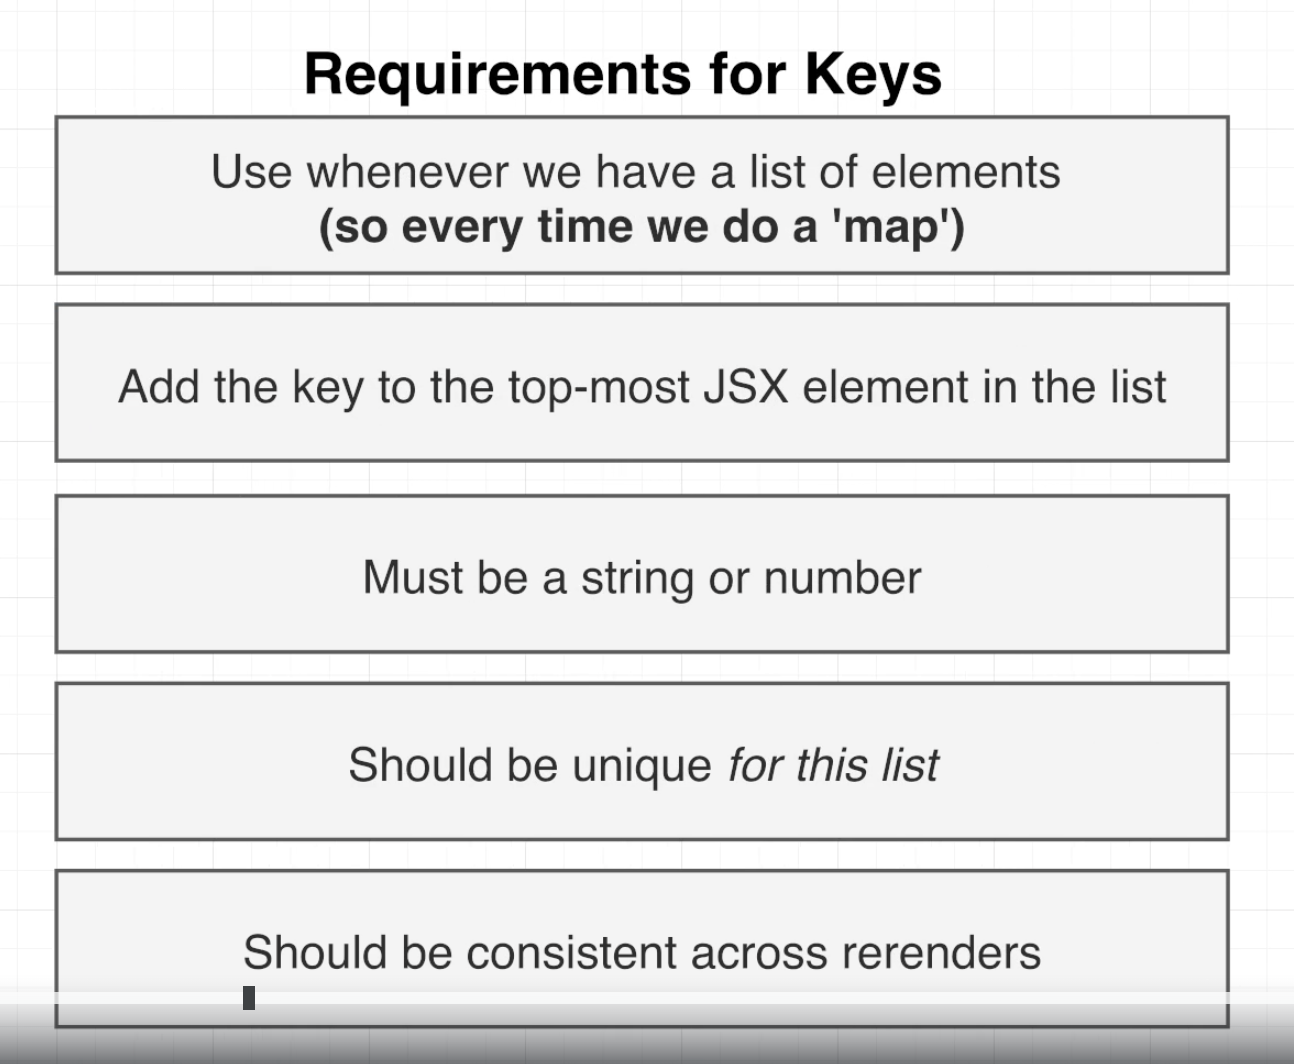 Requirements for Keys
Use whenever we have a list of elements
(so every time we do a 'map')
Add the key to the top-most JSX element in the list
Must be a string or number
Should be unique for this list
Should be consistent across rerenders